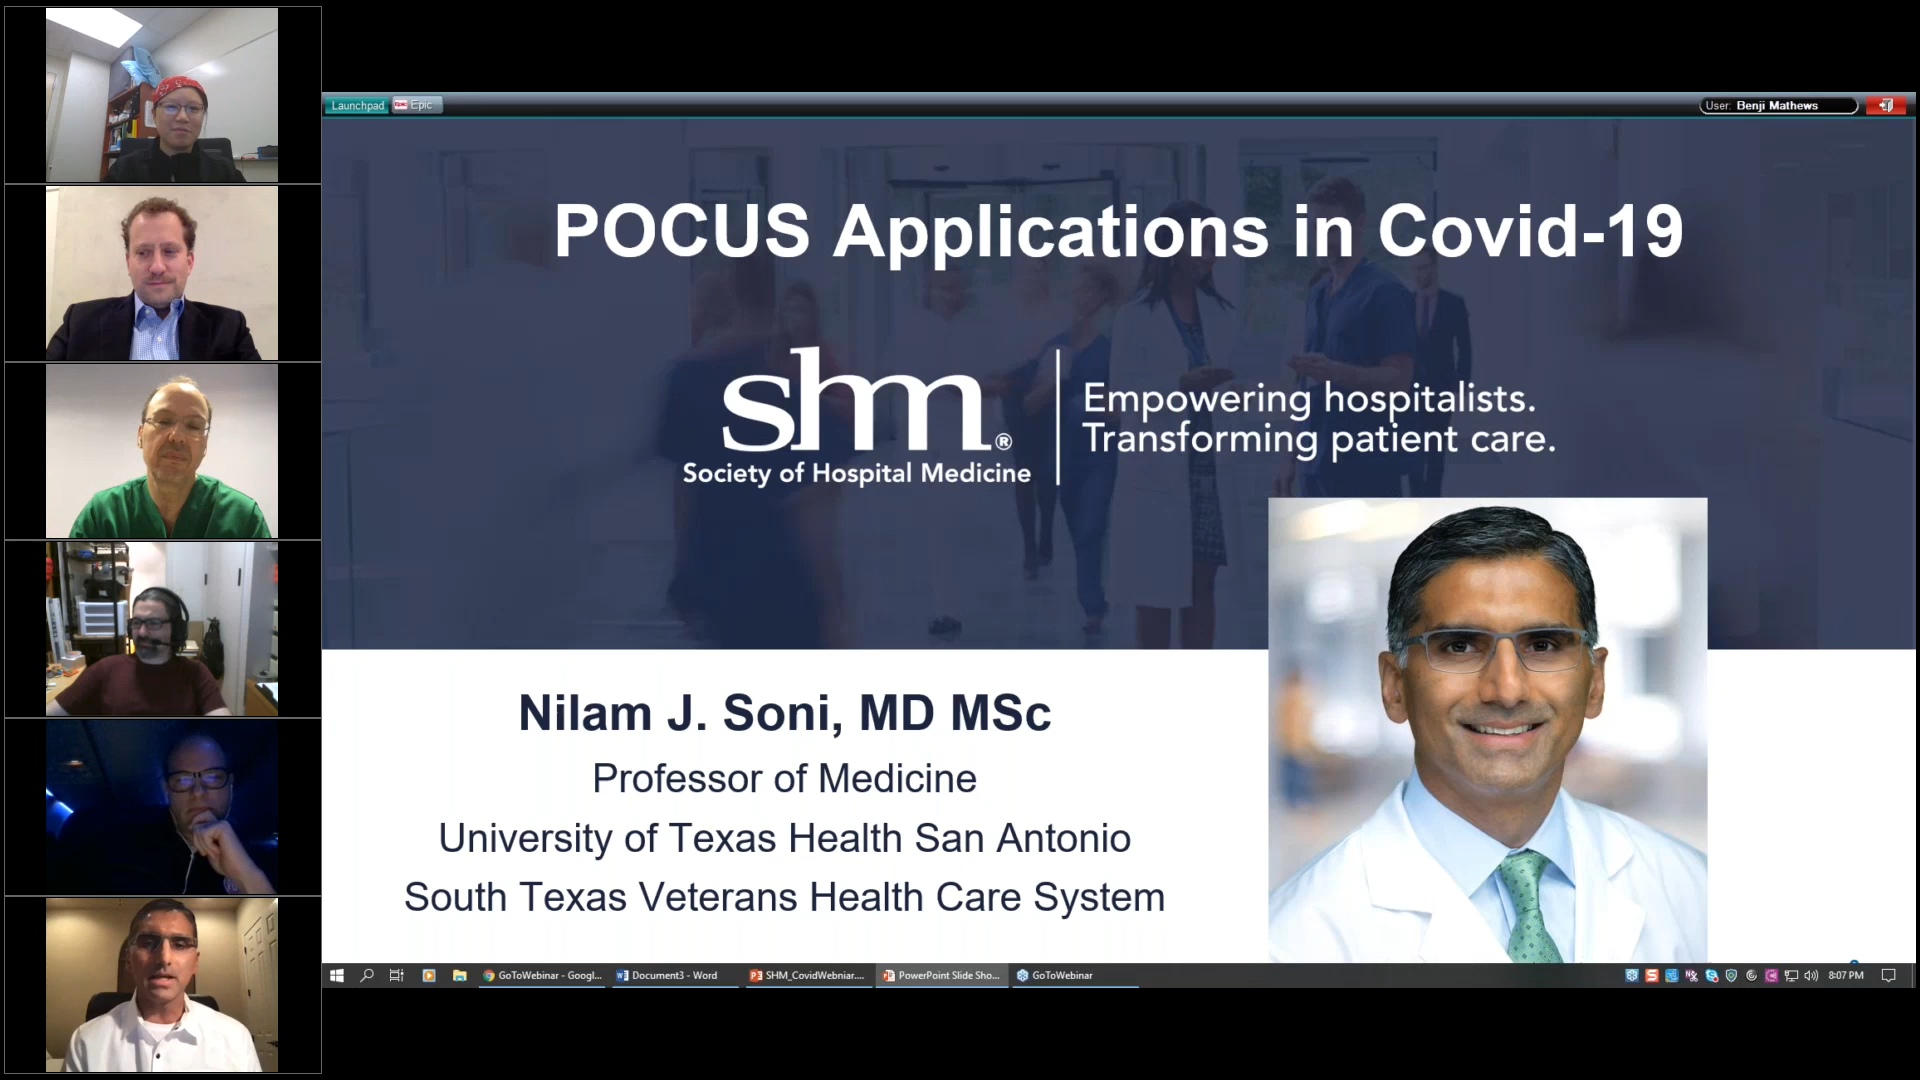 Launchpad
Epic
Epic
User: Benji Mathews
POCUS Applications in Covid-19
shm®
Society of Hospital Medicine
Empowering hospitalists.
Transforming patient care.
Nilam J. Soni, MD MSc
Professor of Medicine
University of Texas Health San Antonio
South Texas Veterans Health Care System
GoToWebinar - Googl...
Document3 - Word
SHM_CovidWebniar....
PowerPoint Slide Sho...
GoToWebinar
8:07 PM